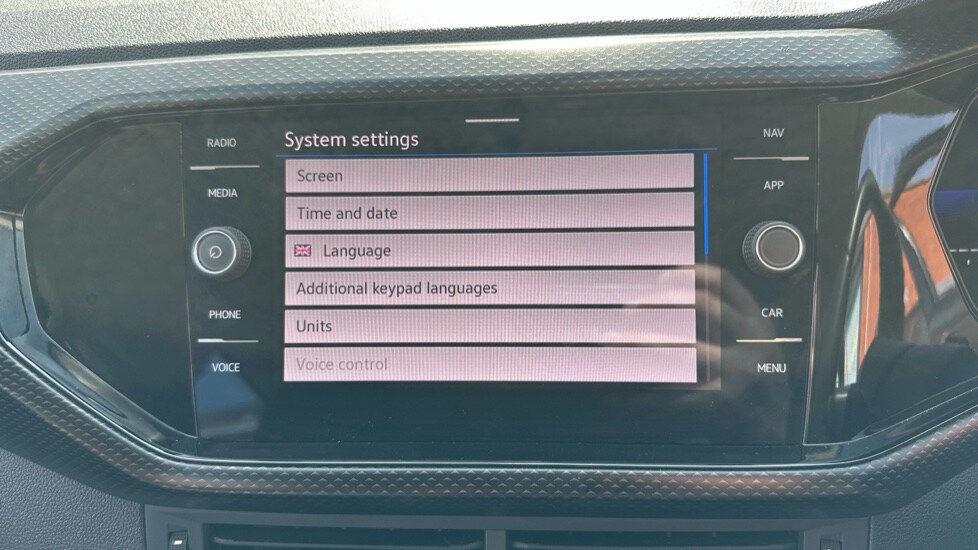 System settings
RADIO
MEDIA
PHONE
VOICE
Screen
Time and date
Language
Additional keypad languages
Units
Voice control
NAV
APP
CAR
MENU